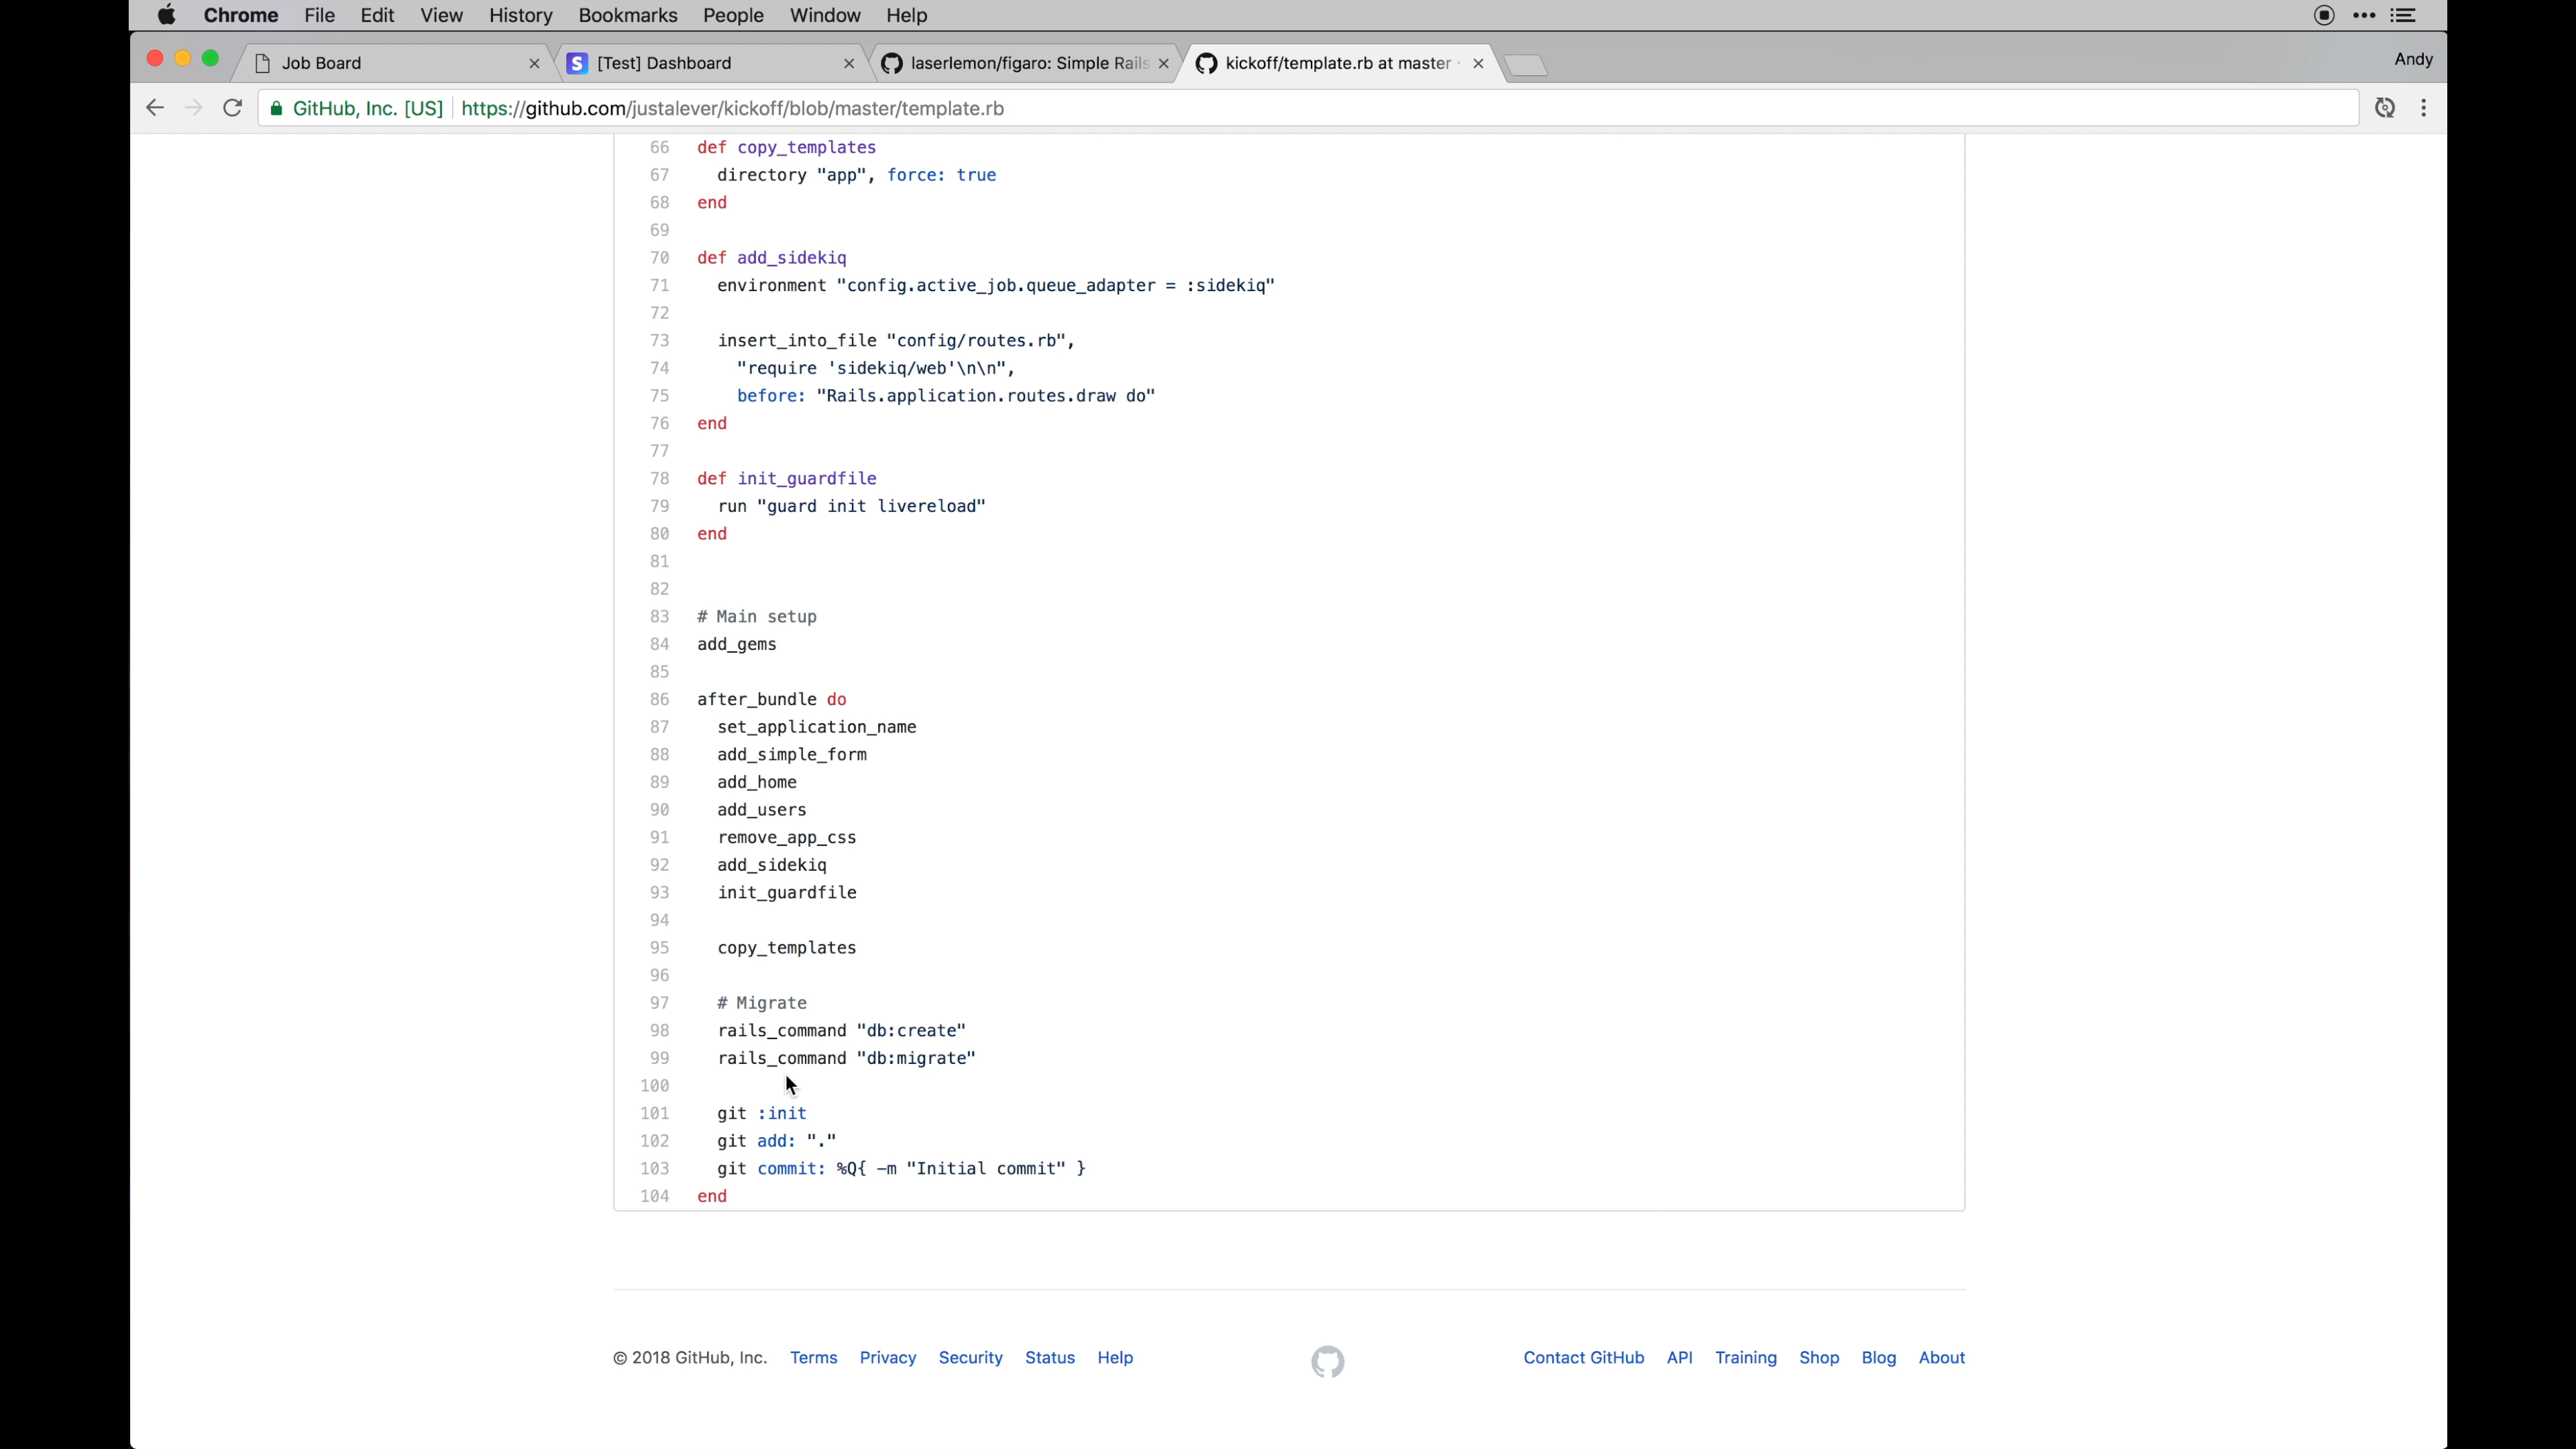 Chrome File Edit View History Bookmarks People Window Help
Job Board
[Test] Dashboard
laserlemon/figaro: Simple Rails
kickoff/template.rb at master
Andy
GitHub, Inc. [US] https://github.com/justalever/kickoff/blob/master/template.rb
66 def copy_templates
67 directory "app", force: true
68 end
69
70 def add_sidekiq
71 environment "config.active_job.queue_adapter = :sidekiq"
72
73 insert_into_file "config/routes.rb",
74 "require 'sidekiq/web'\n\n",
75 before: "Rails.application.routes.draw do"
76 end
77
78 def init_guardfile
79 run "guard init livereload"
80 end
81
82
83 # Main setup
84 add_gems
85
86 after_bundle do
87 set_application_name
88 add_simple_form
89 add_home
90 add_users
91 remove_app_css
92 add_sidekiq
93 init_guardfile
94
95 copy_templates
96
97 # Migrate
98 rails_command "db:create"
99 rails_command "db:migrate"
100
101 git :init
102 git add: "."
103 git commit: %Q{ -m "Initial commit" }
104 end
© 2018 GitHub, Inc. Terms Privacy Security Status Help
Contact GitHub API Training Shop Blog About